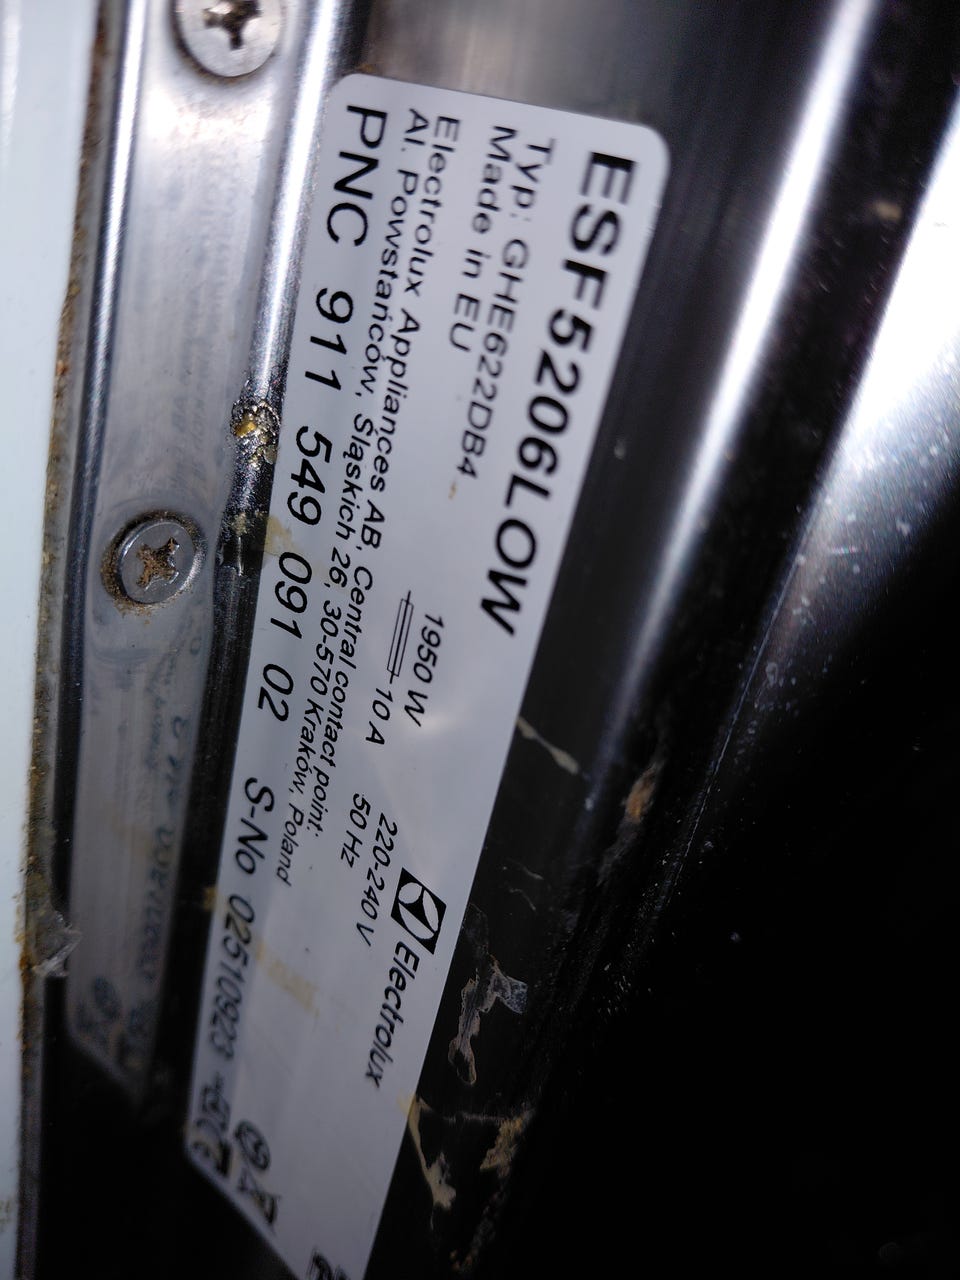 ESF5206LOW
Typ: GHE622DB4
Made in EU
1950 W
10 A
220-240 V
50 Hz
Electrolux
Electrolux Appliances AB, Central contact point:
Al. Powstańców, Śląskich 26, 30-570 Kraków, Poland
PNC 911 549 091 02 S-No 02510923